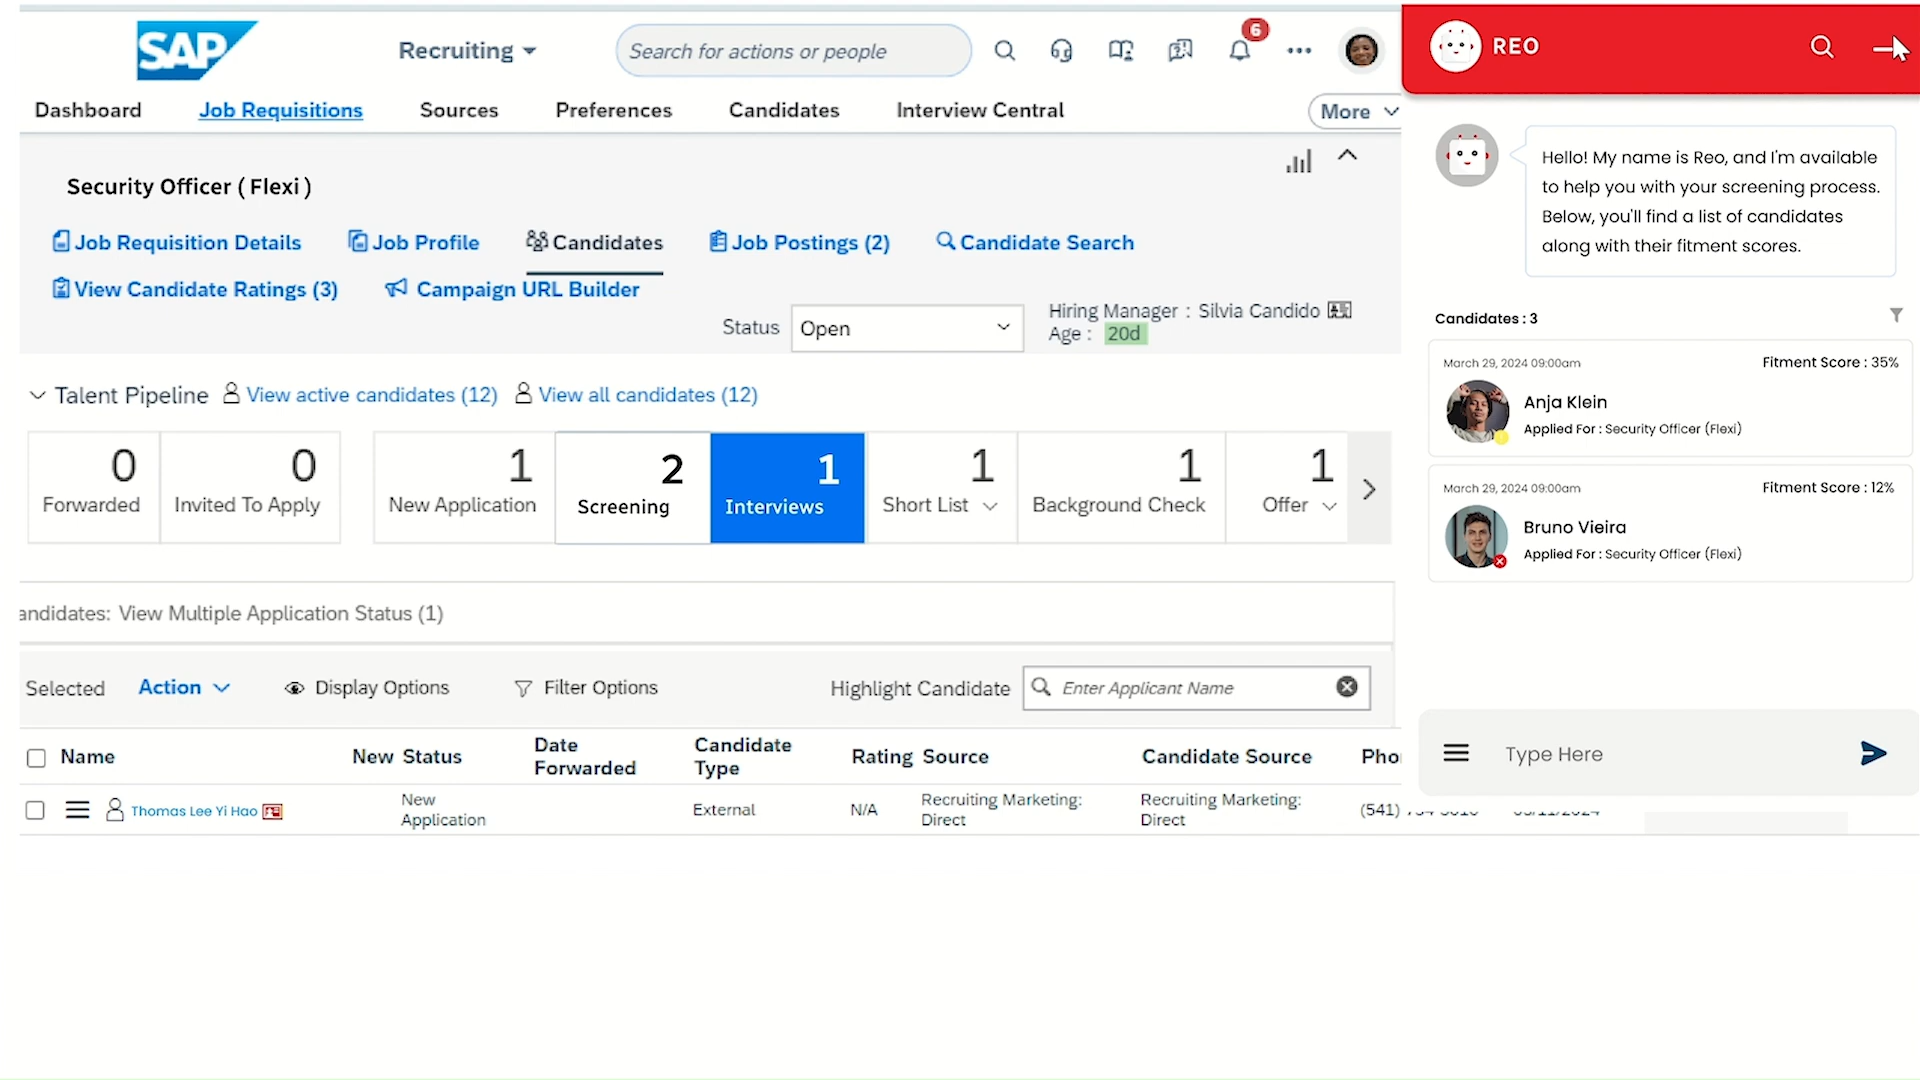 SAP
Recruiting
Search for actions or people
6
Dashboard
Job Requisitions
Sources
Preferences
Candidates
Interview Central
More
Security Officer ( Flexi )
Job Requisition Details
Job Profile
Candidates
Job Postings (2)
Candidate Search
View Candidate Ratings (3)
Campaign URL Builder
Status
Open
Hiring Manager : Silvia Candido
Age : 20d
Talent Pipeline
View active candidates (12)
View all candidates (12)
0
Forwarded
0
Invited To Apply
1
New Application
2
Screening
1
Interviews
1
Short List
1
Background Check
1
Offer
andidates: View Multiple Application Status (1)
Selected
Action
Display Options
Filter Options
Highlight Candidate
Enter Applicant Name
Name
New
Status
Date
Forwarded
Candidate
Type
Rating
Source
Candidate Source
Pho
Thomas Lee Yi Hao
New
Application
External
N/A
Recruiting Marketing:
Direct
Recruiting Marketing:
Direct
(541)
REO
Hello! My name is Reo, and I'm available
to help you with your screening process.
Below, you'll find a list of candidates
along with their fitment scores.
Candidates : 3
March 29, 2024 09:00am
Fitment Score : 35%
Anja Klein
Applied For : Security Officer (Flexi)
March 29, 2024 09:00am
Fitment Score : 12%
Bruno Vieira
Applied For : Security Officer (Flexi)
Type Here